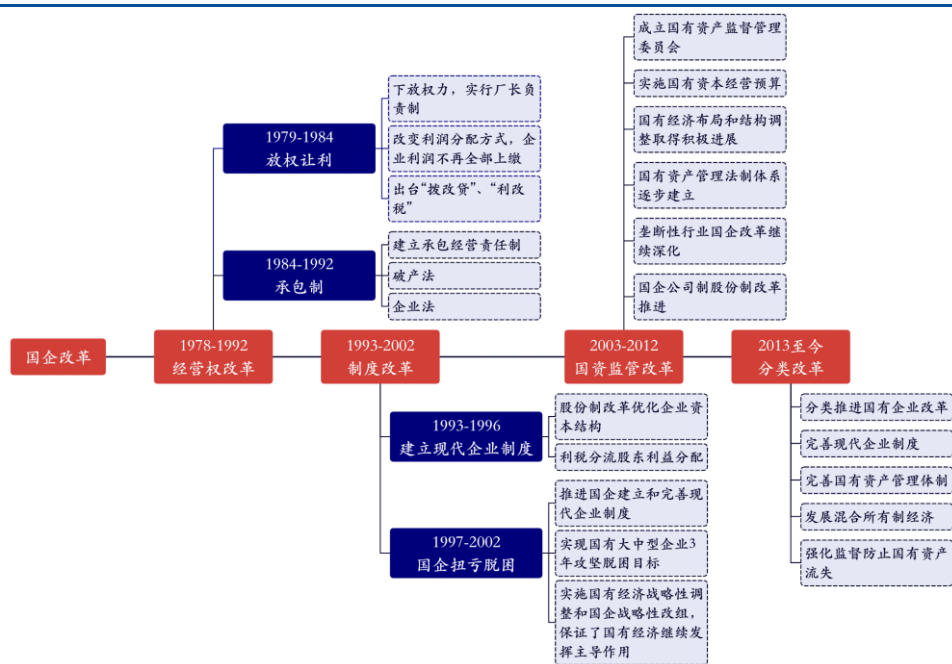 国企改革
1978-1992
经营权改革
1979-1984
放权让利
下放权力，实行厂长负
责制
改变利润分配方式，企
业利润不再全部上缴
出台“拨改贷”、“利改
税”
1984-1992
承包制
建立承包经营责任制
破产法
企业法
1993-2002
制度改革
1993-1996
建立现代企业制度
股份制改革优化企业资
本结构
利税分流股东利益分配
1997-2002
国企扭亏脱困
推进国企建立和完善现
代企业制度
实现国有大中型企业3
年攻坚脱困目标
实施国有经济战略性调
整和国企战略性改组，
保证了国有经济继续发
挥主导作用
2003-2012
国资监管改革
成立国有资产监督管理
委员会
实施国有资本经营预算
国有经济布局和结构调
整取得积极进展
国有资产管理法制体系
逐步建立
垄断性行业国企改革继
续深化
国企公司制股份制改革
推进
2013至今
分类改革
分类推进国有企业改革
完善现代企业制度
完善国有资产管理体制
发展混合所有制经济
强化监督防止国有资产
流失